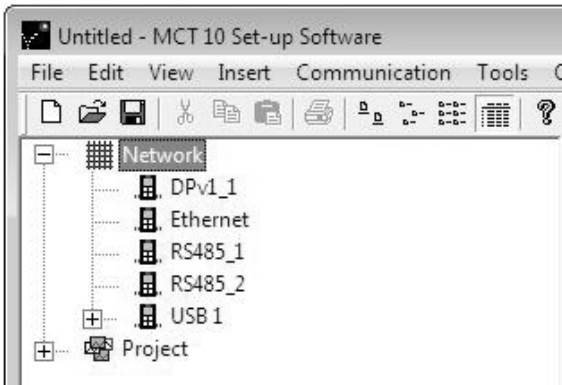 Untitled - MCT 10 Set-up Software
File Edit View Insert Communication Tools
Network
DPv1_1
Ethernet
RS485_1
RS485_2
USB 1
Project